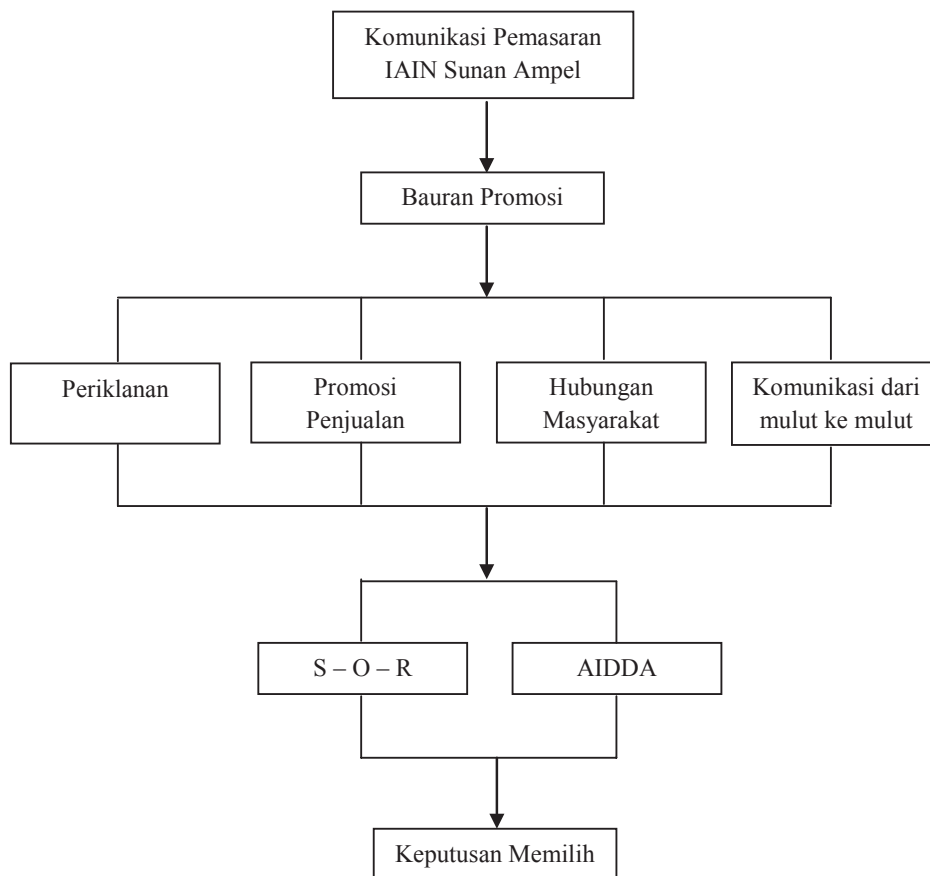 Komunikasi Pemasaran
IAIN Sunan Ampel
Bauran Promosi
Periklanan
Promosi
Penjualan
Hubungan
Masyarakat
Komunikasi dari
mulut ke mulut
S – O – R
AIDDA
Keputusan Memilih